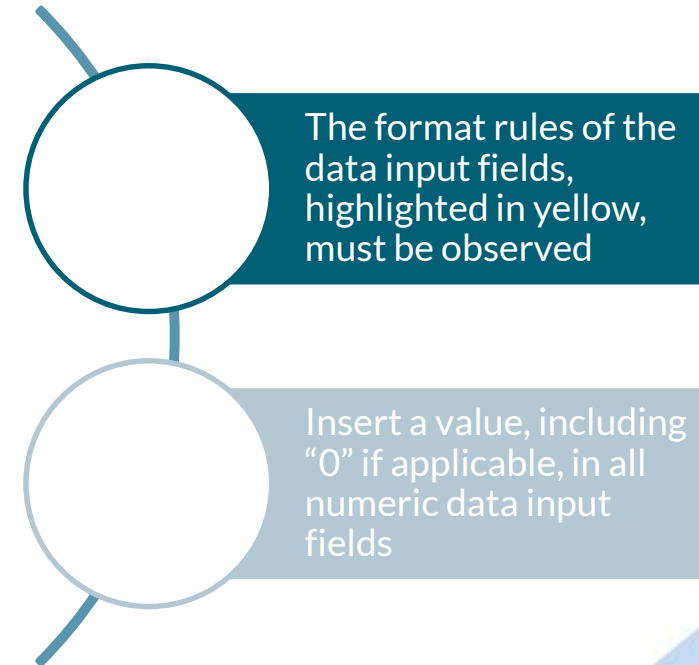 The format rules of the
data input fields,
highlighted in yellow,
must be observed
Insert a value, including
“0” if applicable, in all
numeric data input
fields